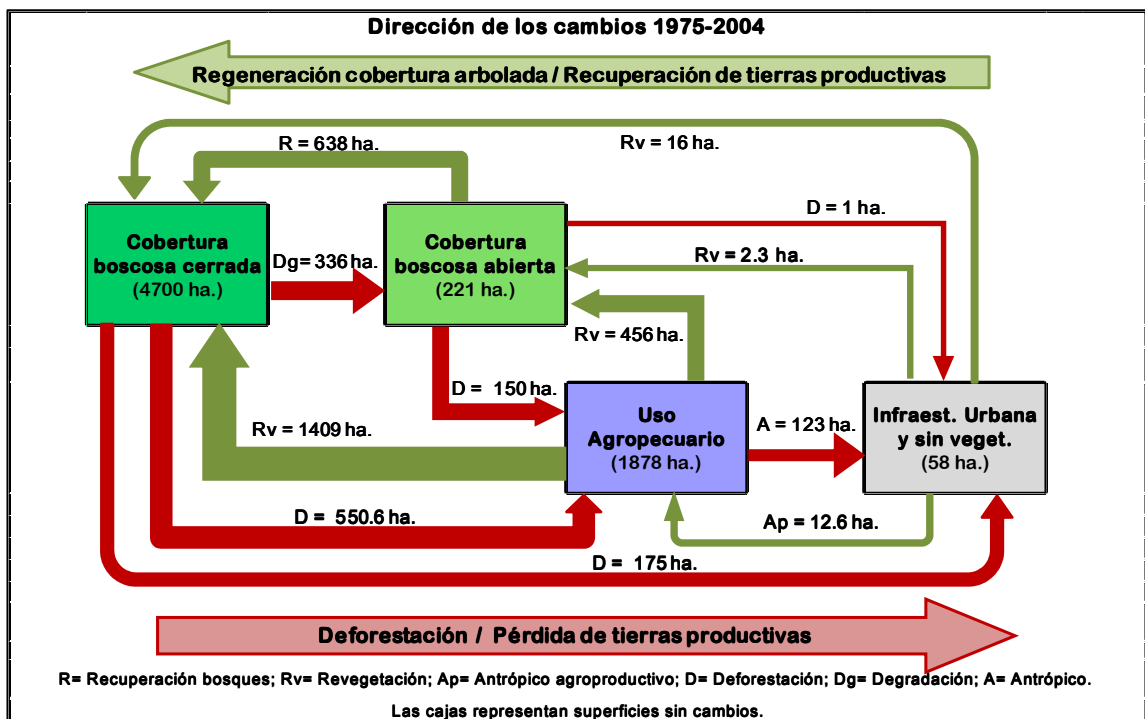 Dirección de los cambios 1975-2004
Regeneración cobertura arbolada / Recuperación de tierras productivas
R = 638 ha.
Rv = 16 ha.
D = 1 ha.
Cobertura
boscosa cerrada
(4700 ha.)
Dg= 336 ha.
Cobertura
boscosa abierta
(221 ha.)
Rv = 2.3 ha.
Rv = 456 ha.
D = 150 ha.
Rv = 1409 ha.
Uso
Agropecuario
(1878 ha.)
A = 123 ha.
Infraest. Urbana
y sin veget.
(58 ha.)
D = 550.6 ha.
Ap = 12.6 ha.
D = 175 ha.
Deforestación / Pérdida de tierras productivas
R= Recuperación bosques; Rv= Revegetación; Ap= Antrópico agroproductivo; D= Deforestación; Dg= Degradación; A= Antrópico.
Las cajas representan superficies sin cambios.